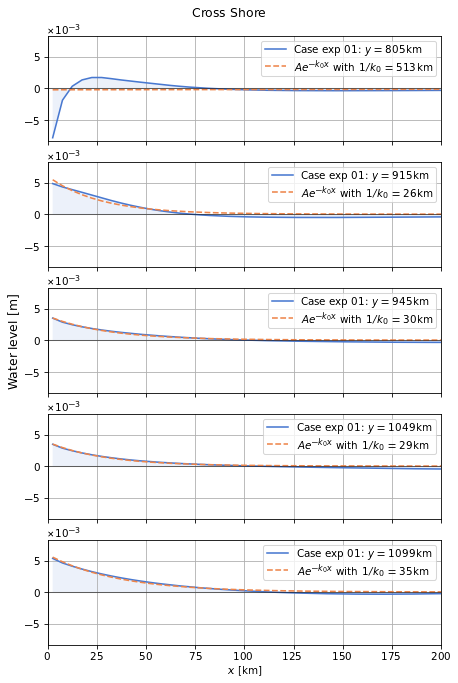 Cross Shore
×10⁻³
5
0
−5
Case exp 01: y = 805km
Ae^{−k₀x} with 1/k₀ = 513km
×10⁻³
5
0
−5
Case exp 01: y = 915km
Ae^{−k₀x} with 1/k₀ = 26km
×10⁻³
5
0
−5
Case exp 01: y = 945km
Ae^{−k₀x} with 1/k₀ = 30km
Water level [m]
×10⁻³
5
0
−5
Case exp 01: y = 1049km
Ae^{−k₀x} with 1/k₀ = 29km
×10⁻³
5
0
−5
Case exp 01: y = 1099km
Ae^{−k₀x} with 1/k₀ = 35km
0 25 50 75 100 125 150 175 200
x [km]